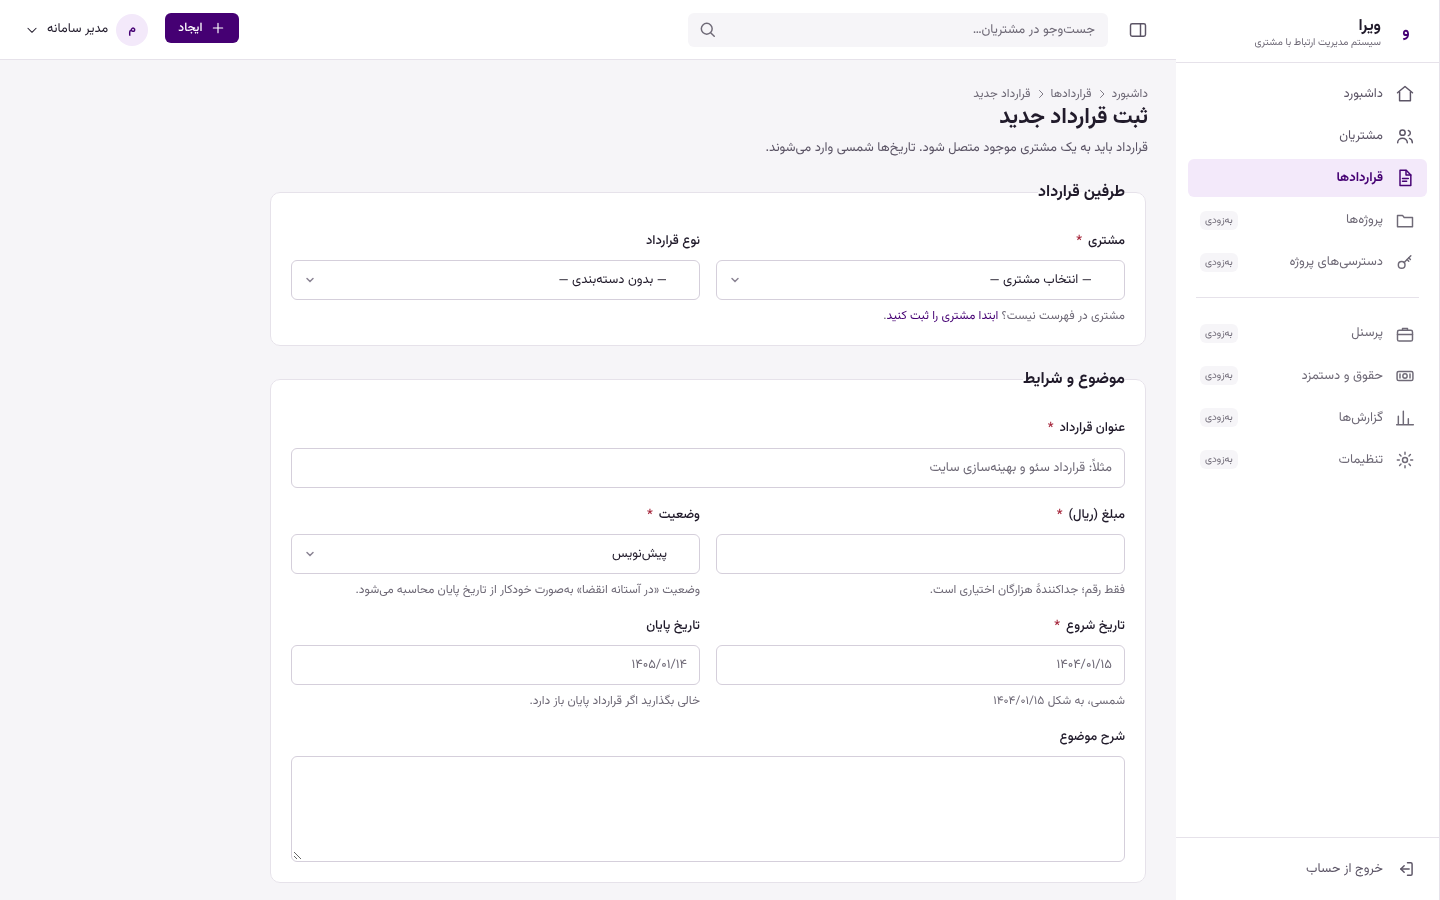 و
ویرا
سیستم مدیریت ارتباط با مشتری
داشبورد
مشتریان
قراردادها
پروژه‌ها
به‌زودی
دسترسی‌های پروژه
به‌زودی
پرسنل
به‌زودی
حقوق و دستمزد
به‌زودی
گزارش‌ها
به‌زودی
تنظیمات
به‌زودی
خروج از حساب
جست‌وجو در مشتریان...
ایجاد
م
مدیر سامانه
داشبورد
قراردادها
قرارداد جدید
ثبت قرارداد جدید
قرارداد باید به یک مشتری موجود متصل شود. تاریخ‌ها شمسی وارد می‌شوند.
طرفین قرارداد
مشتری *
نوع قرارداد
— انتخاب مشتری —
— بدون دسته‌بندی —
مشتری در فهرست نیست؟ ابتدا مشتری را ثبت کنید.
موضوع و شرایط
عنوان قرارداد *
مثلاً: قرارداد سئو و بهینه‌سازی سایت
مبلغ (ریال) *
وضعیت *
پیش‌نویس
فقط رقم؛ جداکنندهٔ هزارگان اختیاری است.
وضعیت «در آستانه انقضا» به‌صورت خودکار از تاریخ پایان محاسبه می‌شود.
تاریخ شروع *
تاریخ پایان
۱۴۰۴/۰۱/۱۵
۱۴۰۵/۰۱/۱۴
شمسی، به شکل ۱۴۰۴/۰۱/۱۵
خالی بگذارید اگر قرارداد پایان باز دارد.
شرح موضوع